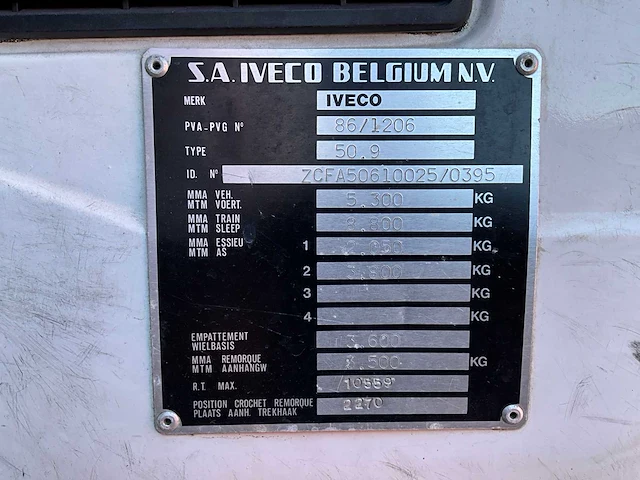 S.A. IVECO BELGIUM N.V.
MERK IVECO
PVA-PVG N° 86/1206
TYPE 50.9
ID. N° ZCFA50610025/0395
MMA VEH. 5.300 KG
MTM VOERT.
MMA TRAIN KG
MTM SLEEP
MMA ESSIEU 1 KG
MTM AS
2 KG
3 KG
4 KG
EMPATTEMENT 3.600
WIELBASIS
MMA REMORQUE KG
MTM AANHANGW
R.T. MAX. 10559
POSITION CROCHET REMORQUE 2270
PLAATS AANH. TREKHAAK